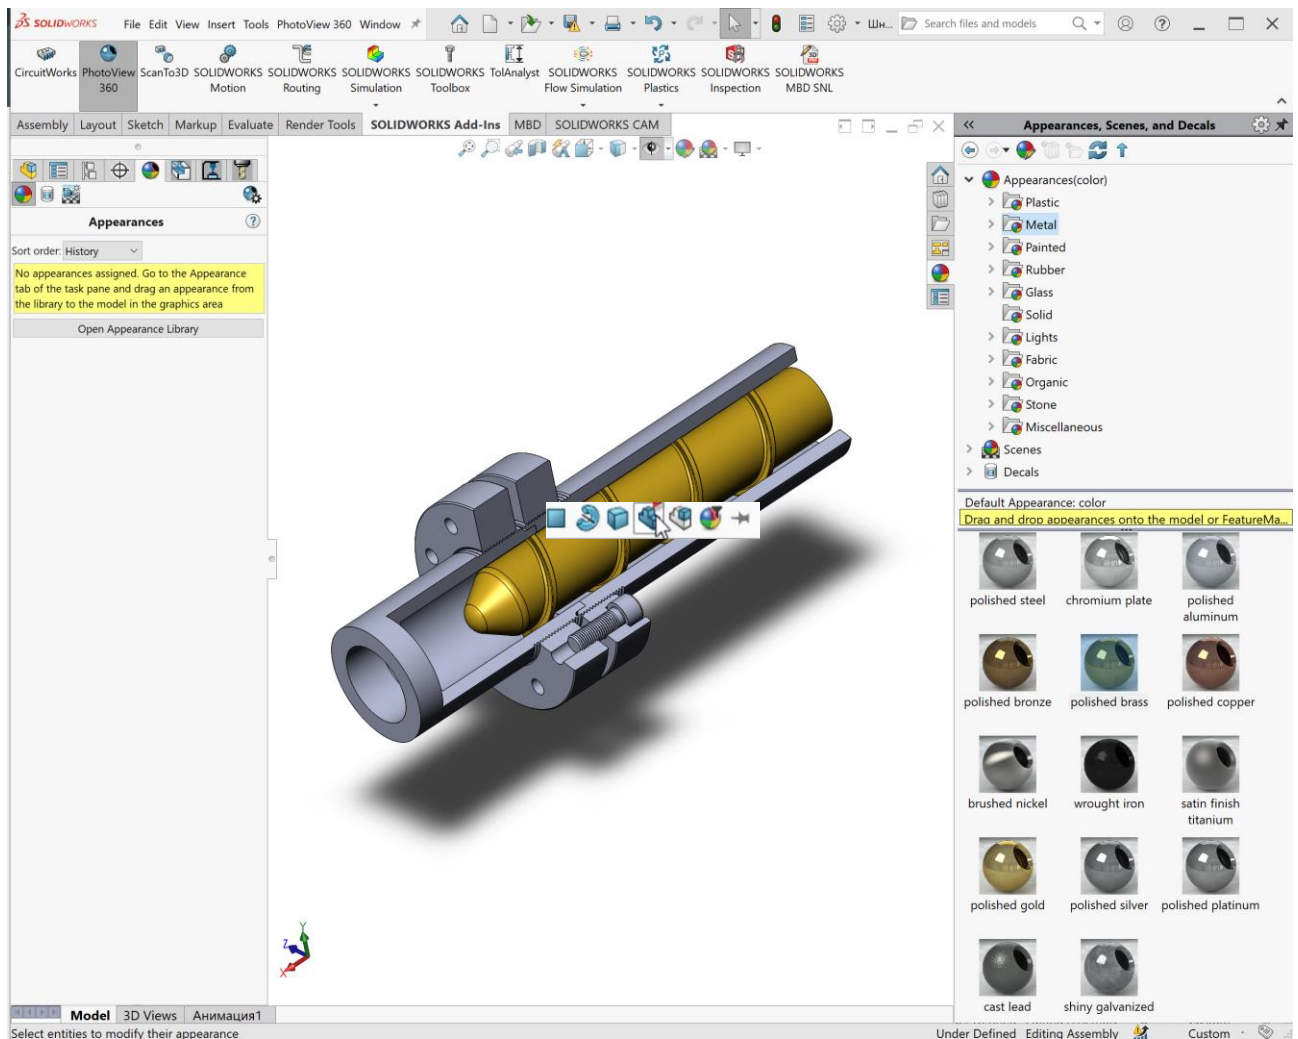 SOLIDWORKS File Edit View Insert Tools PhotoView 360 Window Шн... Search files and models
CircuitWorks PhotoView 360 ScanTo3D SOLIDWORKS Motion SOLIDWORKS Routing SOLIDWORKS Simulation SOLIDWORKS Toolbox TolAnalyst SOLIDWORKS Flow Simulation SOLIDWORKS Plastics SOLIDWORKS Inspection SOLIDWORKS MBD SNL
Assembly Layout Sketch Markup Evaluate Render Tools SOLIDWORKS Add-Ins MBD SOLIDWORKS CAM
Appearances
Sort order: History
No appearances assigned. Go to the Appearance
tab of the task pane and drag an appearance from
the library to the model in the graphics area
Open Appearance Library
Y
Z
X
Appearances, Scenes, and Decals
Appearances(color)
Plastic
Metal
Painted
Rubber
Glass
Solid
Lights
Fabric
Organic
Stone
Miscellaneous
Scenes
Decals
Default Appearance: color
Drag and drop appearances onto the model or FeatureMa...
polished steel chromium plate polished aluminum
polished bronze polished brass polished copper
brushed nickel wrought iron satin finish titanium
polished gold polished silver polished platinum
cast lead shiny galvanized
Model 3D Views Анимация1
Select entities to modify their appearance
Under Defined Editing Assembly Custom